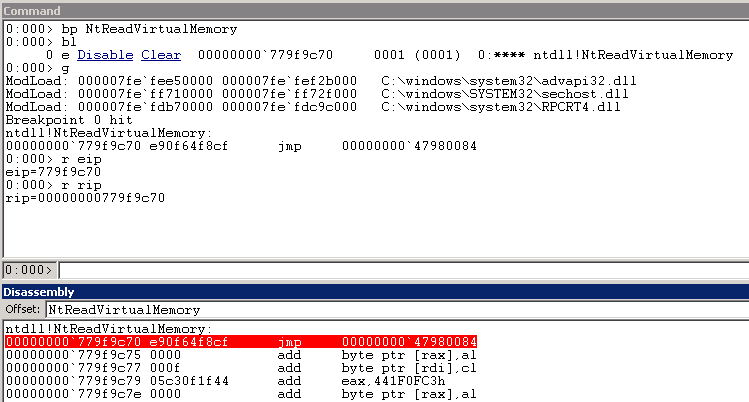 Command
0:000> bp NtReadVirtualMemory
0:000> bl
0 e Disable Clear 00000000`779f9c70 0001 (0001) 0:**** ntdll!NtReadVirtualMemory
0:000> g
ModLoad: 000007fe`fee50000 000007fe`fef2b000 C:\windows\system32\advapi32.dll
ModLoad: 000007fe`ff710000 000007fe`ff72f000 C:\windows\SYSTEM32\sechost.dll
ModLoad: 000007fe`fdb70000 000007fe`fdc9c000 C:\windows\system32\RPCRT4.dll
Breakpoint 0 hit
ntdll!NtReadVirtualMemory:
00000000`779f9c70 e90f64f8cf jmp 00000000`47980084
0:000> r eip
eip=779f9c70
0:000> r rip
rip=00000000779f9c70
0:000>
Disassembly
Offset: NtReadVirtualMemory
ntdll!NtReadVirtualMemory:
00000000`779f9c70 e90f64f8cf jmp 00000000`47980084
00000000`779f9c75 0000 add byte ptr [rax],al
00000000`779f9c77 000f add byte ptr [rdi],cl
00000000`779f9c79 05c30f1f44 add eax,441F0FC3h
00000000`779f9c7e 0000 add byte ptr [rax],al